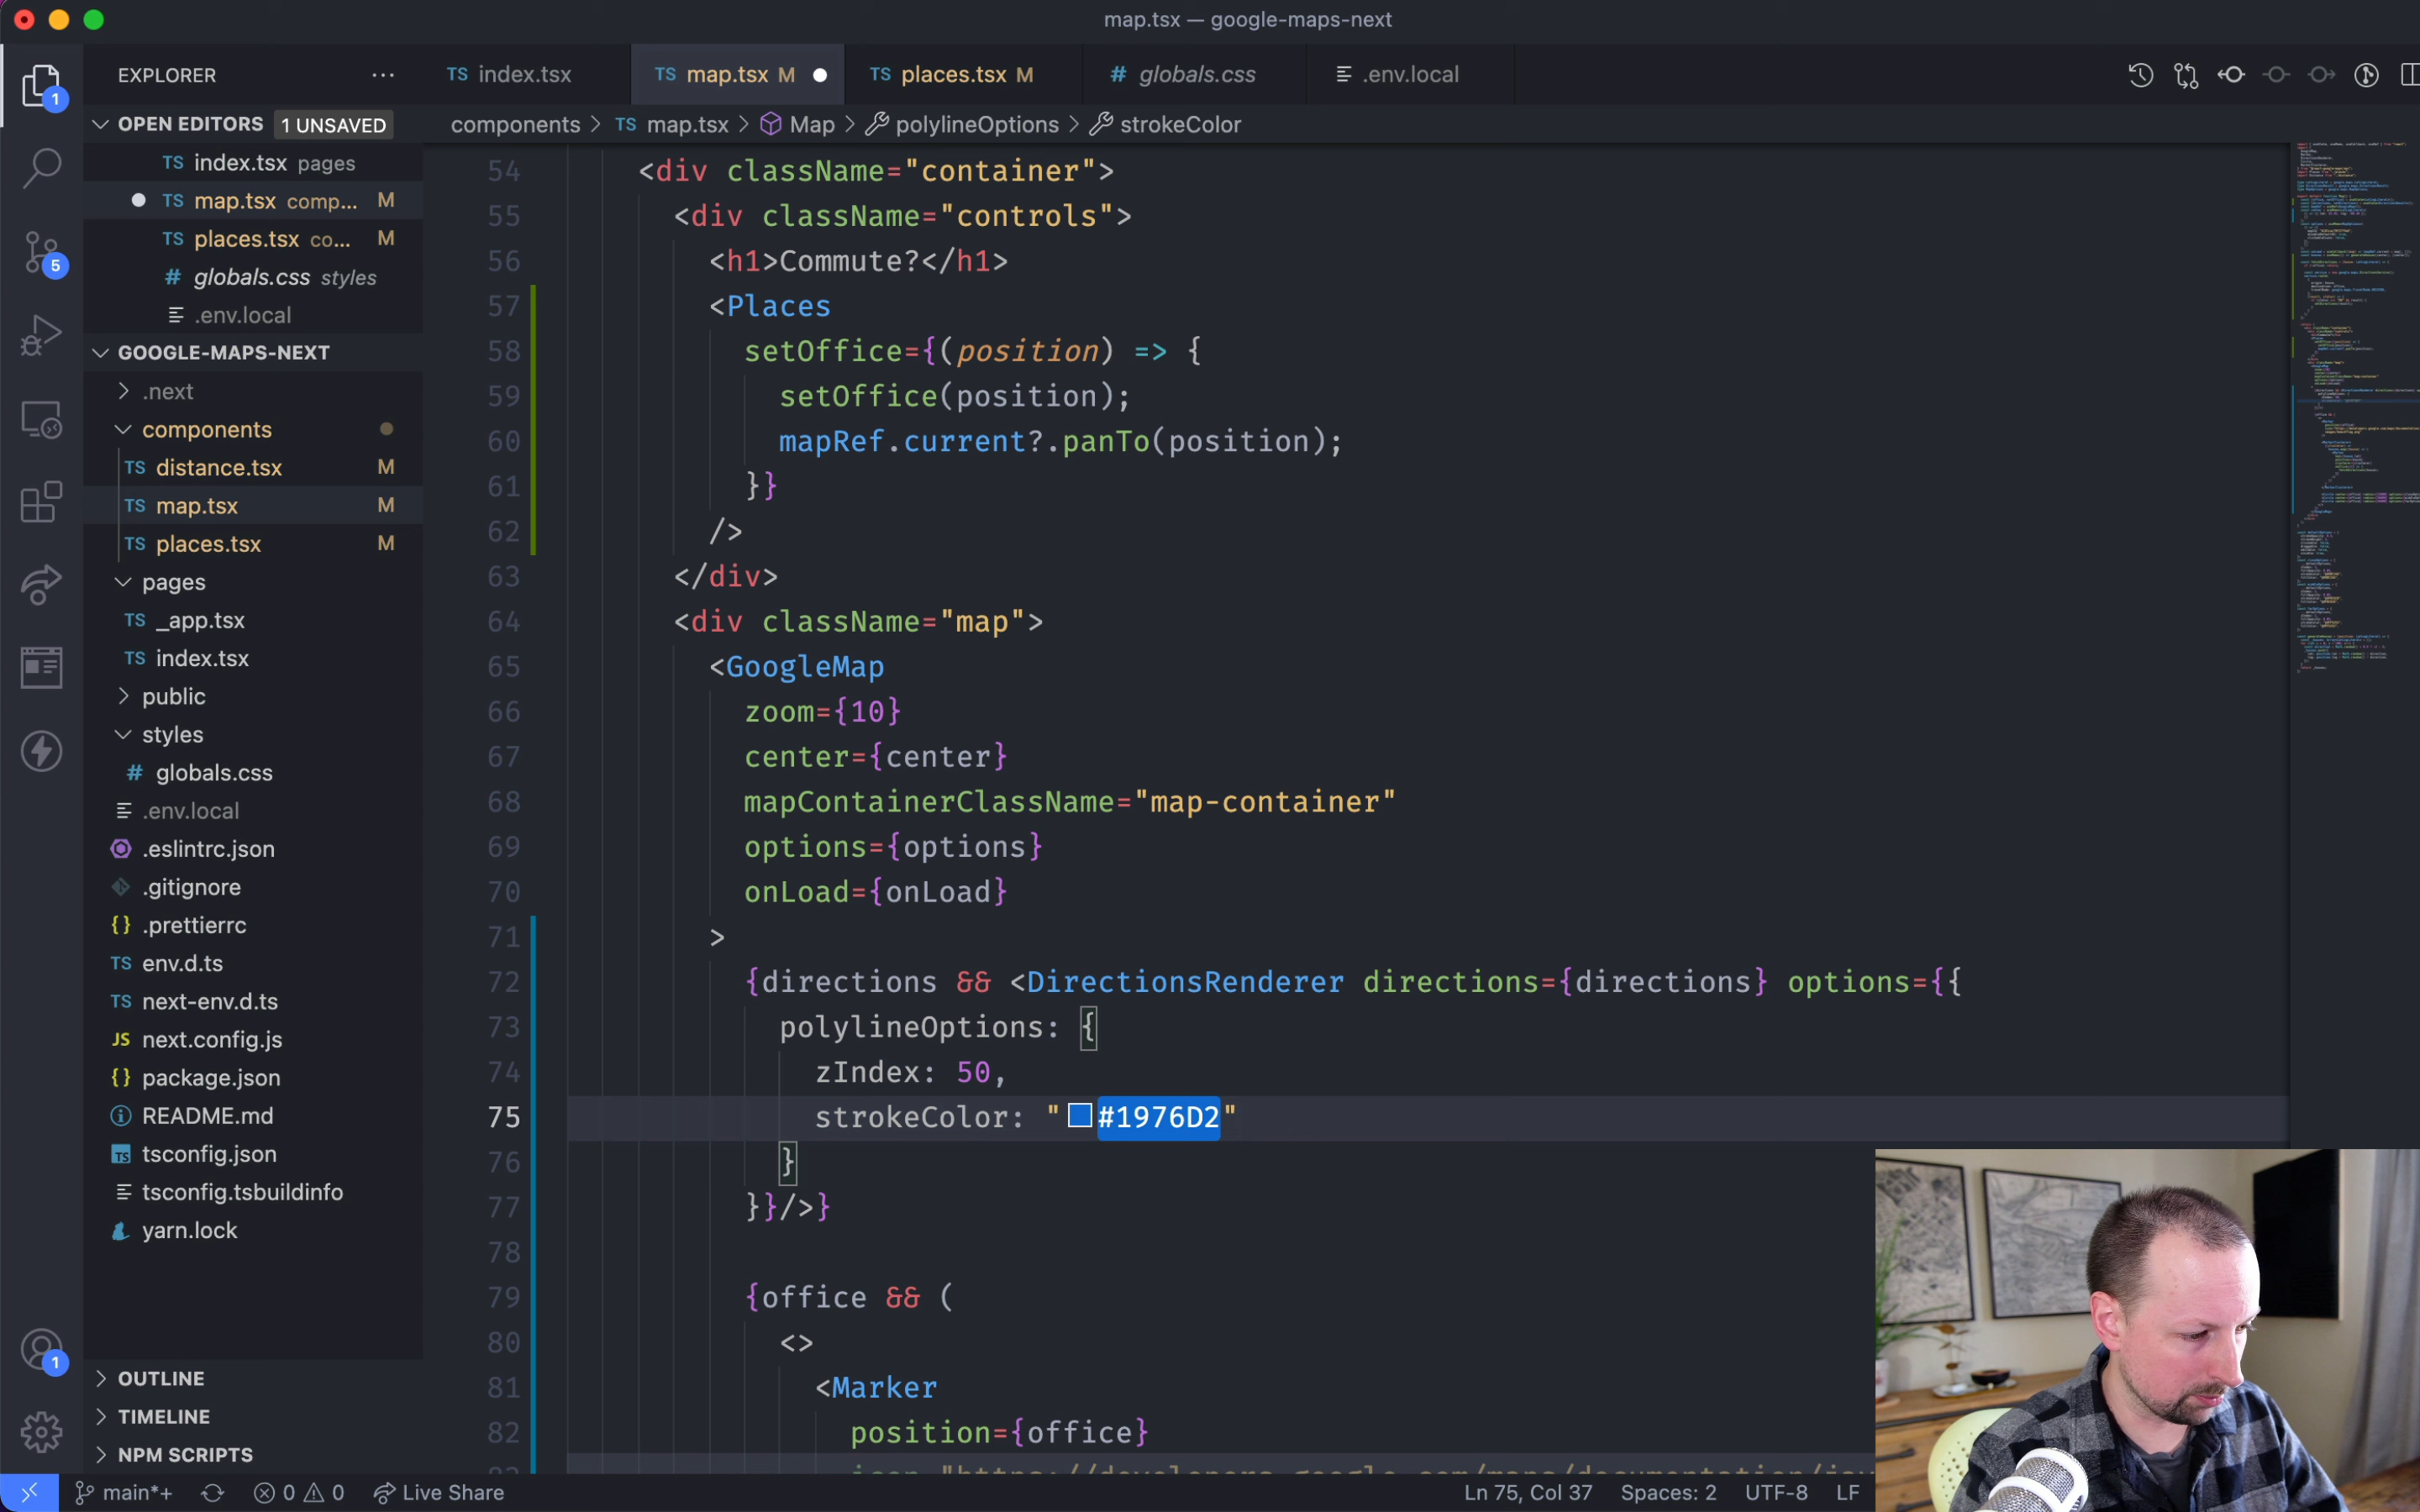 map.tsx — google-maps-next
EXPLORER
TS index.tsx
TS map.tsx M
TS places.tsx M
# globals.css
.env.local
OPEN EDITORS 1 UNSAVED
components > TS map.tsx > Map > polylineOptions > strokeColor
TS index.tsx pages
TS map.tsx comp... M
TS places.tsx co... M
# globals.css styles
.env.local
GOOGLE-MAPS-NEXT
.next
components
TS distance.tsx M
TS map.tsx M
TS places.tsx M
pages
TS _app.tsx
TS index.tsx
public
styles
# globals.css
.env.local
.eslintrc.json
.gitignore
{} .prettierrc
TS env.d.ts
TS next-env.d.ts
JS next.config.js
{} package.json
README.md
TS tsconfig.json
tsconfig.tsbuildinfo
yarn.lock
OUTLINE
TIMELINE
NPM SCRIPTS
1
5
1
54 <div className="container">
55 <div className="controls">
56 <h1>Commute?</h1>
57 <Places
58 setOffice={(position) => {
59 setOffice(position);
60 mapRef.current?.panTo(position);
61 }}
62 />
63 </div>
64 <div className="map">
65 <GoogleMap
66 zoom={10}
67 center={center}
68 mapContainerClassName="map-container"
69 options={options}
70 onLoad={onLoad}
71 >
72 {directions && <DirectionsRenderer directions={directions} options={{
73 polylineOptions: {
74 zIndex: 50,
75 strokeColor: "#1976D2"
76 }
77 }}/>}
78
79 {office && (
80 <>
81 <Marker
82 position={office}
main*+ 0 0 Live Share
Ln 75, Col 37 Spaces: 2 UTF-8 LF